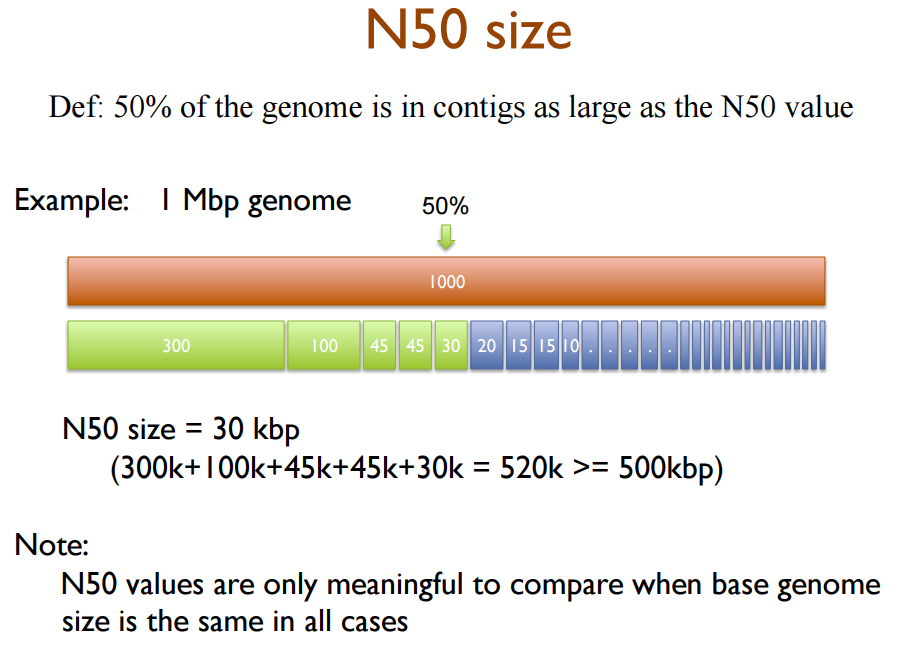 N50 size
Def: 50% of the genome is in contigs as large as the N50 value
Example: 1 Mbp genome
50%
1000
300 100 45 45 30 20 15 15 10 . . . . .
N50 size = 30 kbp
(300k+100k+45k+45k+30k = 520k >= 500kbp)
Note:
N50 values are only meaningful to compare when base genome
size is the same in all cases